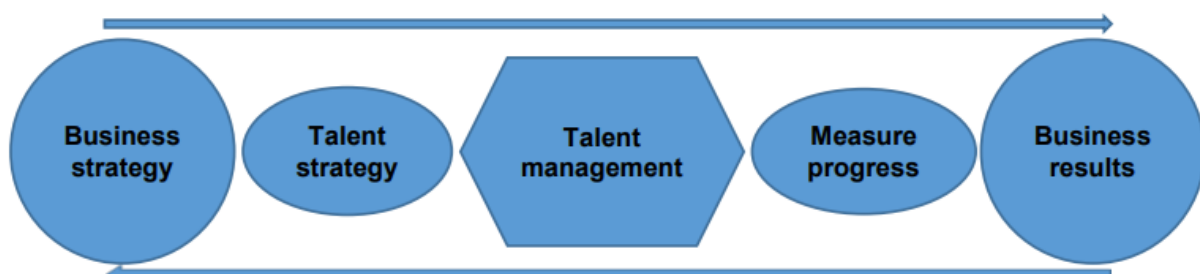 Business
strategy
Talent
strategy
Talent
management
Measure
progress
Business
results